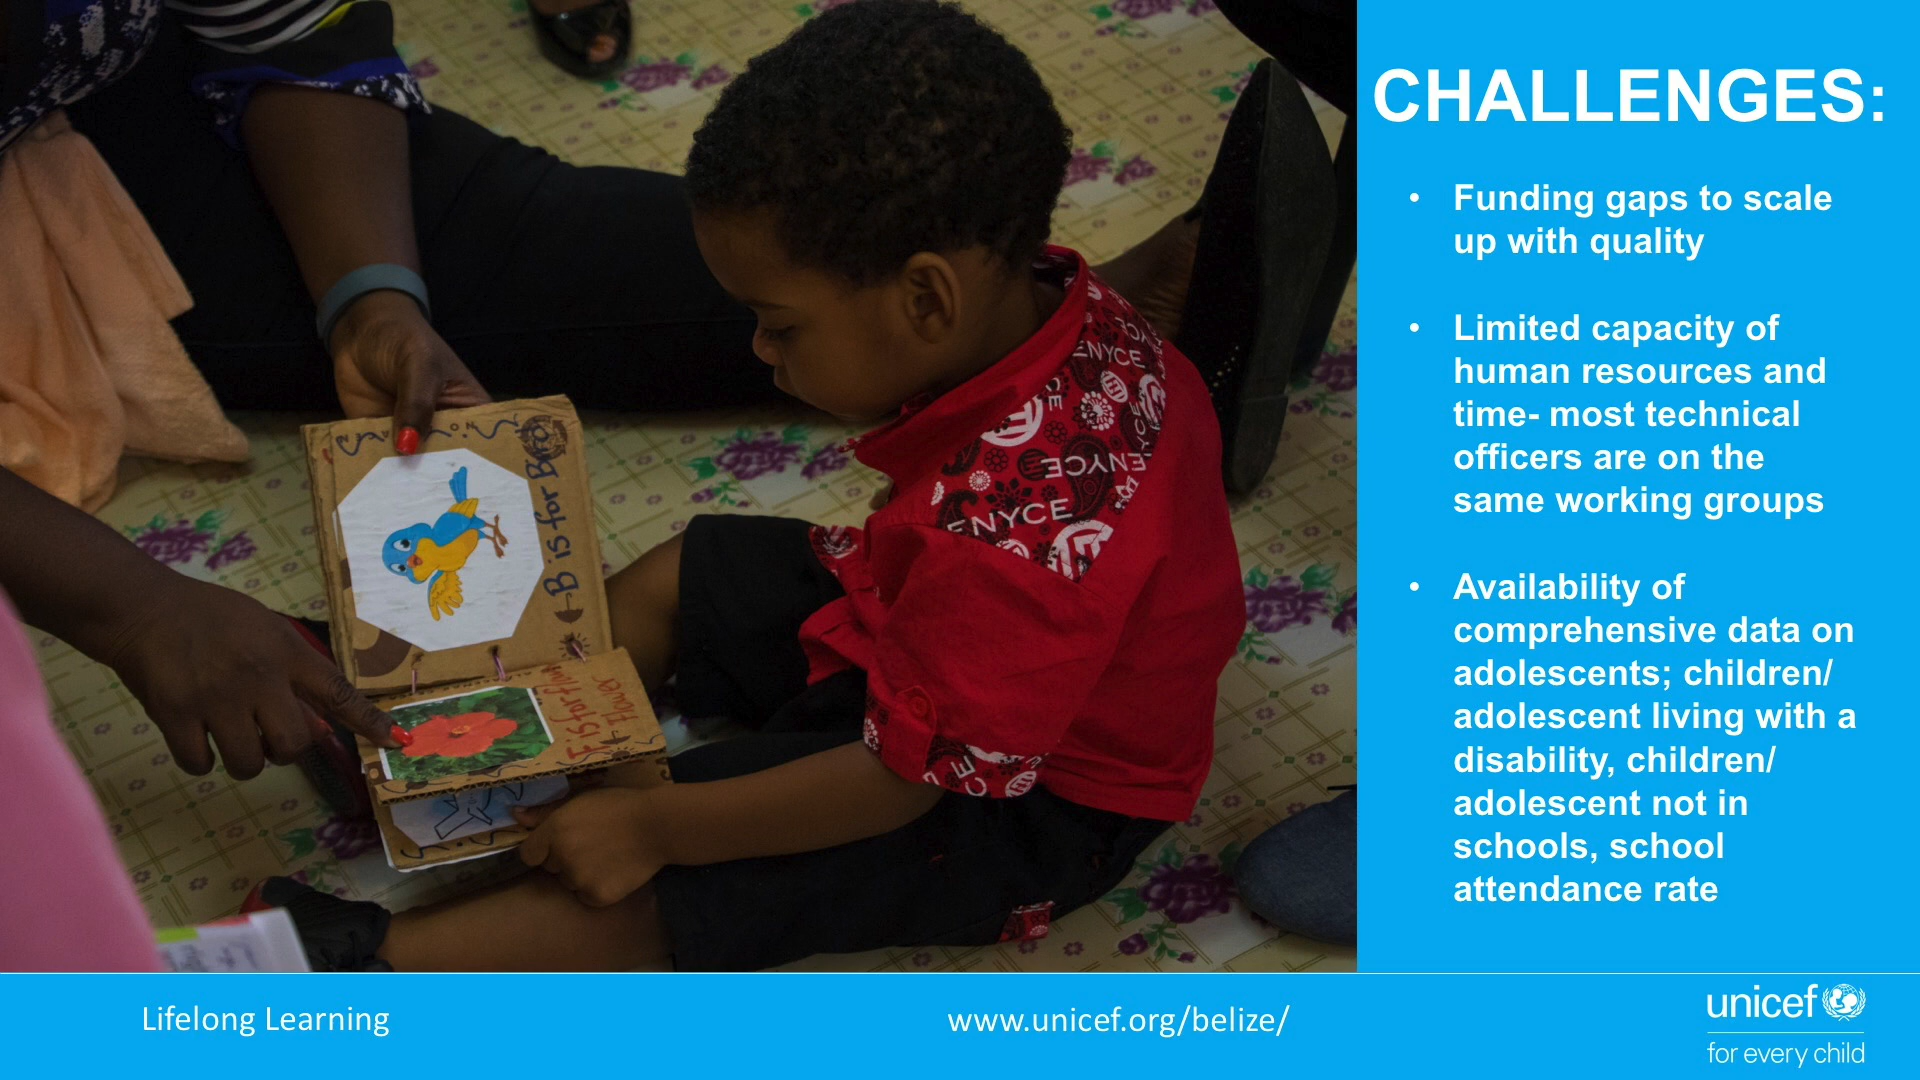 CHALLENGES:
• Funding gaps to scale
up with quality
• Limited capacity of
human resources and
time- most technical
officers are on the
same working groups
• Availability of
comprehensive data on
adolescents; children/
adolescent living with a
disability, children/
adolescent not in
schools, school
attendance rate
B is for
F is for
Flower
ENYCE
ENYCE
ENYCE
Lifelong Learning
www.unicef.org/belize/
unicef
for every child